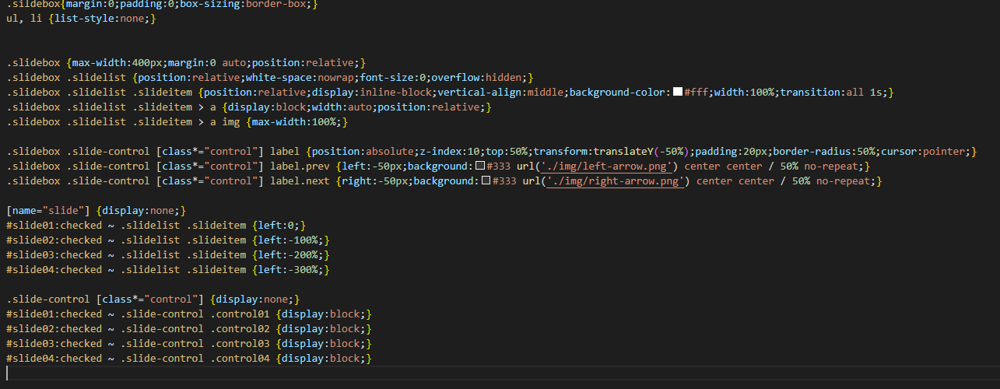 .sildebox{margin:0;padding:0;box-sizing:border-box;}
ul, li {list-style:none;}
.slidebox {max-width:400px;margin:0 auto;position:relative;}
.slidebox .slidelist {position:relative;white-space:nowrap;font-size:0;overflow:hidden;}
.slidebox .slidelist .slideitem {position:relative;display:inline-block;vertical-align:middle;background-color:#fff;width:100%;transition:all 1s;}
.slidebox .slidelist .slideitem > a {display:block;width:auto;position:relative;}
.slidebox .slidelist .slideitem > a img {max-width:100%;}
.slidebox .slide-control [class*="control"] label {position:absolute;z-index:10;top:50%;transform:translateY(-50%);padding:20px;border-radius:50%;cursor:pointer;}
.slidebox .slide-control [class*="control"] label.prev {left:-50px;background:#333 url('./img/left-arrow.png') center center / 50% no-repeat;}
.slidebox .slide-control [class*="control"] label.next {right:-50px;background:#333 url('./img/right-arrow.png') center center / 50% no-repeat;}
[name="slide"] {display:none;}
#slide01:checked ~ .slidelist .slideitem {left:0;}
#slide02:checked ~ .slidelist .slideitem {left:-100%;}
#slide03:checked ~ .slidelist .slideitem {left:-200%;}
#slide04:checked ~ .slidelist .slideitem {left:-300%;}
.slide-control [class*="control"] {display:none;}
#slide01:checked ~ .slide-control .control01 {display:block;}
#slide02:checked ~ .slide-control .control02 {display:block;}
#slide03:checked ~ .slide-control .control03 {display:block;}
#slide04:checked ~ .slide-control .control04 {display:block;}